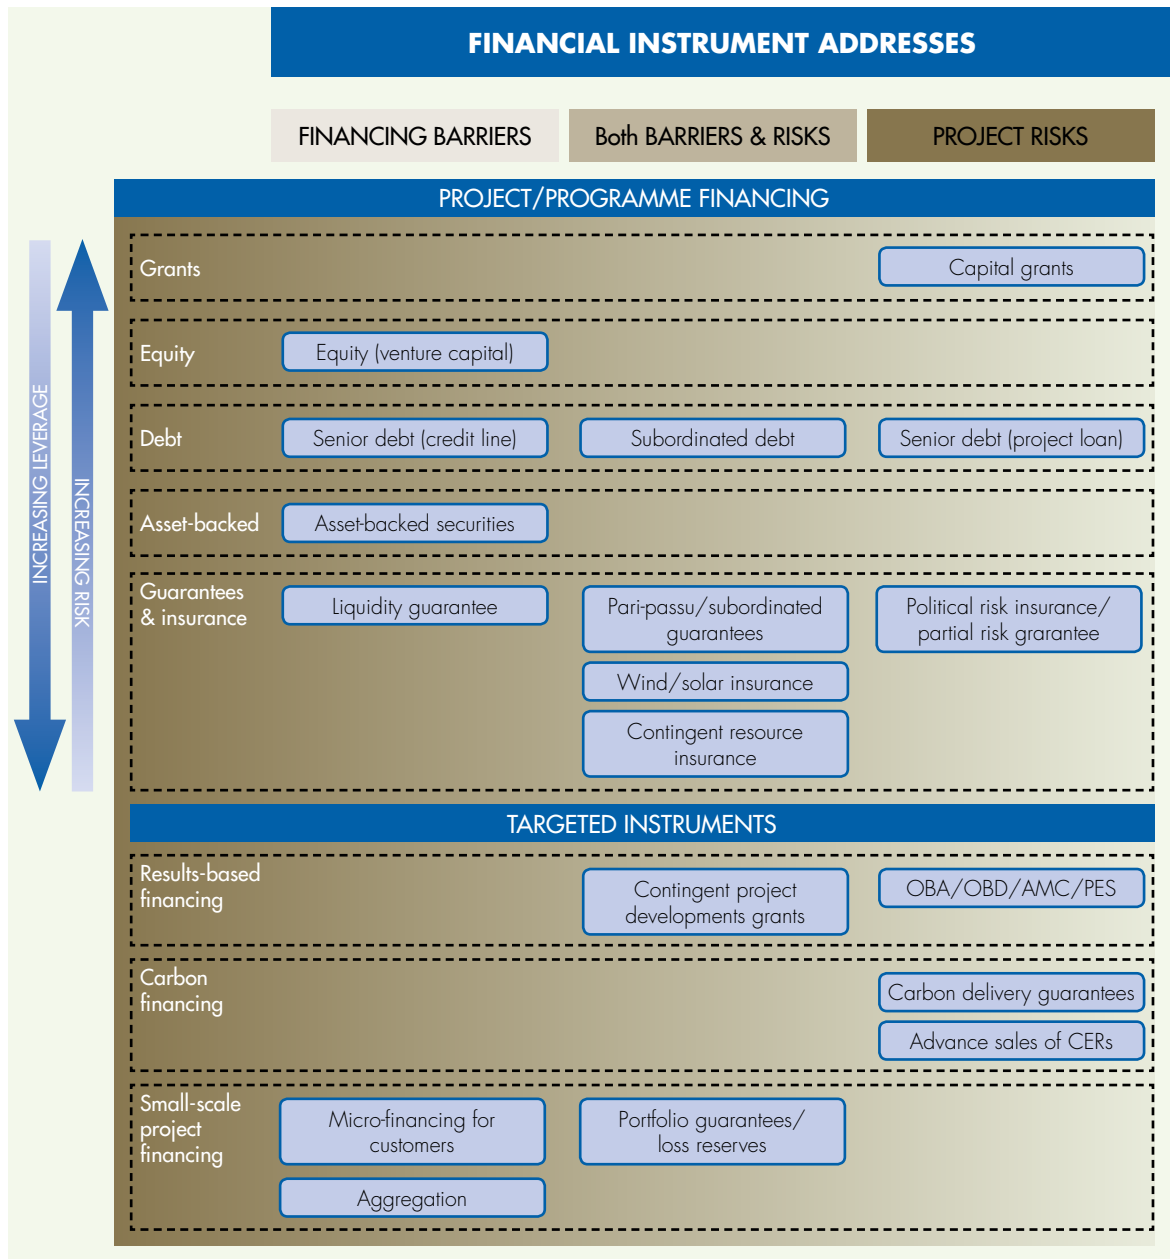 FINANCIAL INSTRUMENT ADDRESSES
FINANCING BARRIERS
Both BARRIERS & RISKS
PROJECT RISKS
PROJECT/PROGRAMME FINANCING
INCREASING LEVERAGE
INCREASING RISK
Grants
Capital grants
Equity
Equity (venture capital)
Debt
Senior debt (credit line)
Subordinated debt
Senior debt (project loan)
Asset-backed
Asset-backed securities
Guarantees
& insurance
Liquidity guarantee
Pari-passu/subordinated
guarantees
Wind/solar insurance
Contingent resource
insurance
Political risk insurance/
partial risk grarantee
TARGETED INSTRUMENTS
Results-based
financing
Contingent project
developments grants
OBA/OBD/AMC/PES
Carbon
financing
Carbon delivery guarantees
Advance sales of CERs
Small-scale
project
financing
Micro-financing for
customers
Aggregation
Portfolio guarantees/
loss reserves